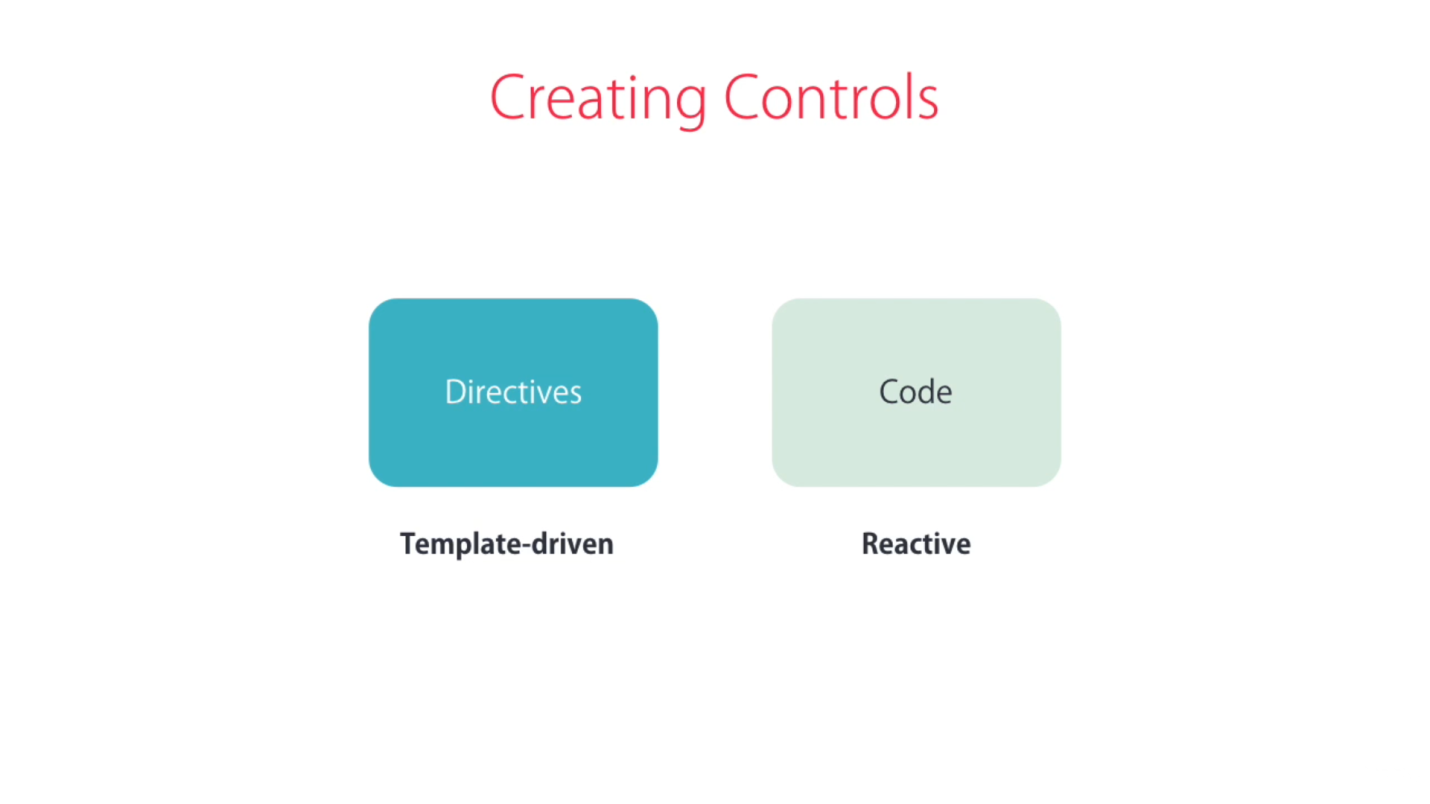 Creating Controls
Directives
Code
Template-driven
Reactive